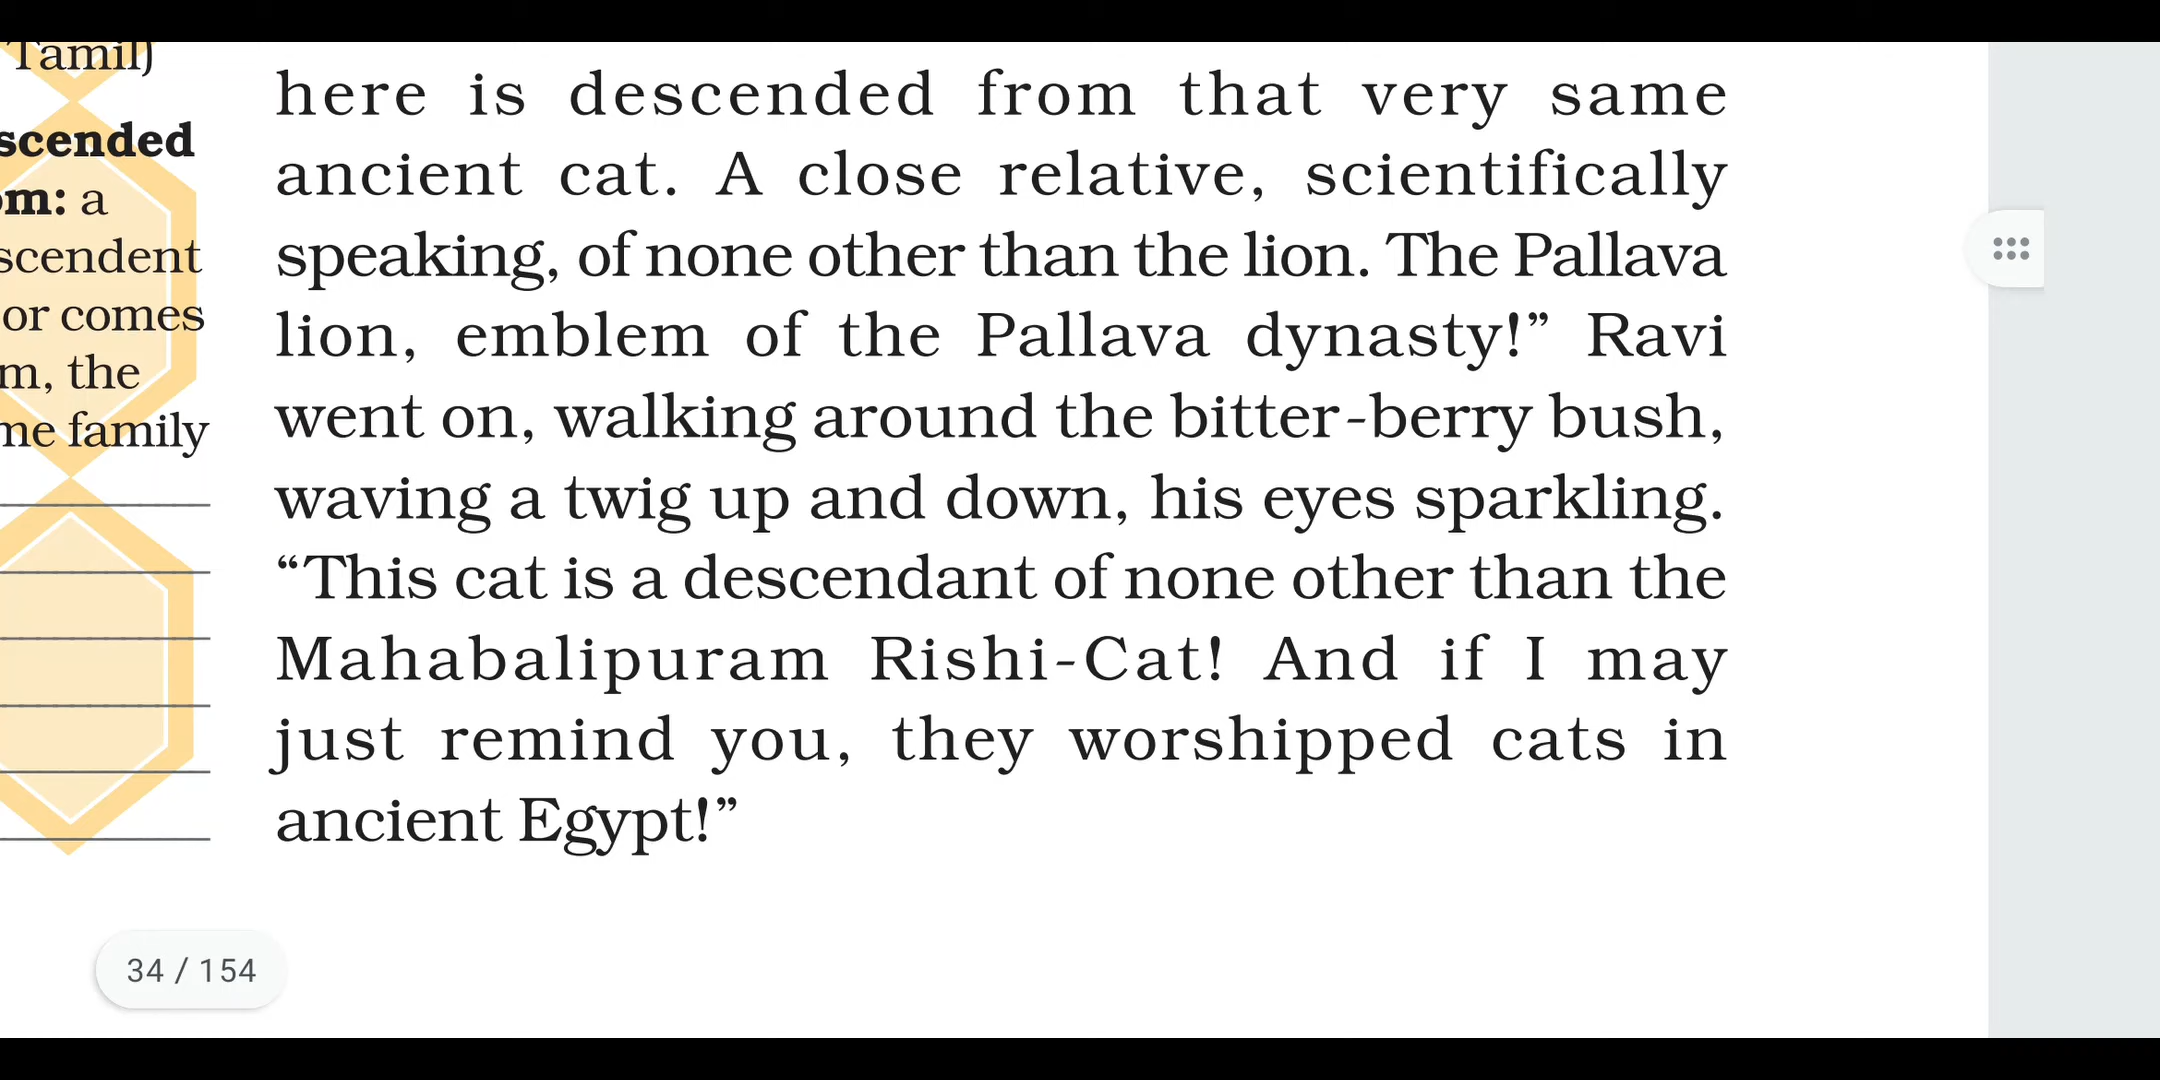 Tamil)
scended
om: a
scendent
or comes
m, the
me family
here is descended from that very same
ancient cat. A close relative, scientifically
speaking, of none other than the lion. The Pallava
lion, emblem of the Pallava dynasty!” Ravi
went on, walking around the bitter-berry bush,
waving a twig up and down, his eyes sparkling.
“This cat is a descendant of none other than the
Mahabalipuram Rishi-Cat! And if I may
just remind you, they worshipped cats in
ancient Egypt!”
34 / 154